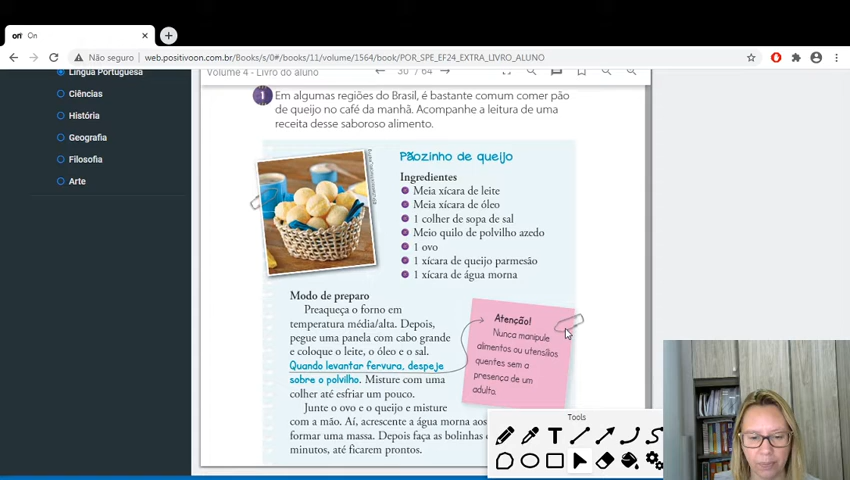 On
Não seguro
web.positivoon.com.br/Books/s/0#/books/11/volume/1564/book/POR_SPE_EF24_EXTRA_LIVRO_ALUNO
Língua Portuguesa
Ciências
História
Geografia
Filosofia
Arte
Volume 4 - Livro do aluno
30 / 64
1 Em algumas regiões do Brasil, é bastante comum comer pão
de queijo no café da manhã. Acompanhe a leitura de uma
receita desse saboroso alimento.
Pãozinho de queijo
Ingredientes
Meia xícara de leite
Meia xícara de óleo
1 colher de sopa de sal
Meio quilo de polvilho azedo
1 ovo
1 xícara de queijo parmesão
1 xícara de água morna
Modo de preparo
Preaqueça o forno em
temperatura média/alta. Depois,
pegue uma panela com cabo grande
e coloque o leite, o óleo e o sal.
Quando levantar fervura, despeje
sobre o polvilho. Misture com uma
colher até esfriar um pouco.
Junte o ovo e o queijo e misture
com a mão. Aí, acrescente a água morna aos
formar uma massa. Depois faça as bolinhas
minutos, até ficarem prontos.
Atenção!
Nunca manipule
alimentos ou utensílios
quentes sem a
presença de um
adulto.
Tools
T